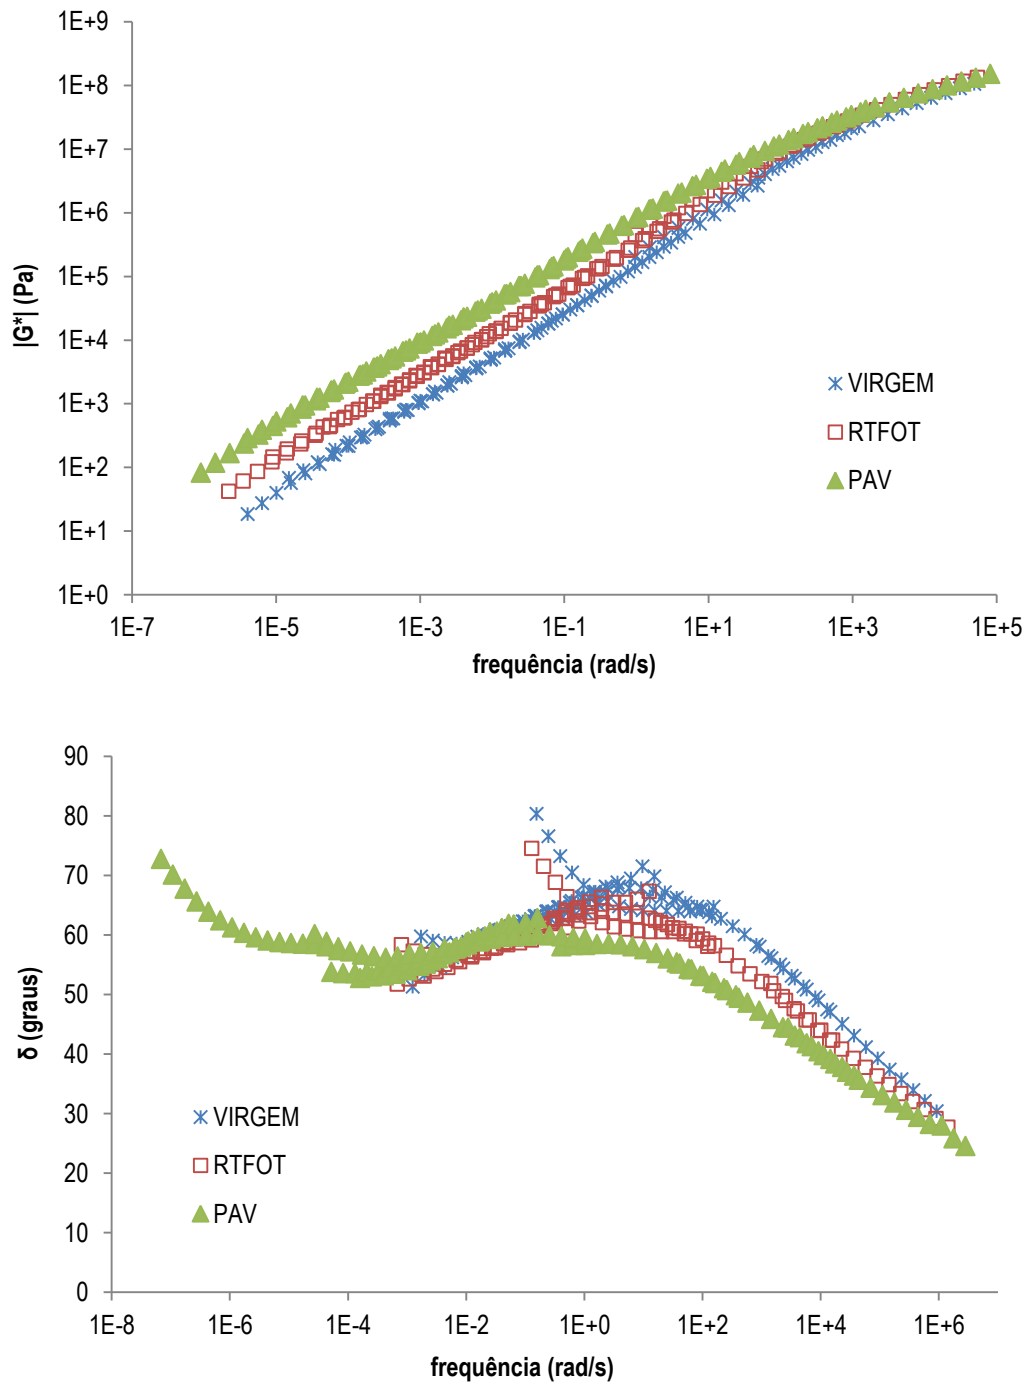 1E+9
1E+8
1E+7
1E+6
1E+5
1E+4
1E+3
1E+2
1E+1
1E+0
|G*| (Pa)
VIRGEM
RTFOT
PAV
1E-7
1E-5
1E-3
1E-1
1E+1
1E+3
1E+5
frequência (rad/s)
90
80
70
60
50
40
30
20
10
0
δ (graus)
VIRGEM
RTFOT
PAV
1E-8
1E-6
1E-4
1E-2
1E+0
1E+2
1E+4
1E+6
frequência (rad/s)